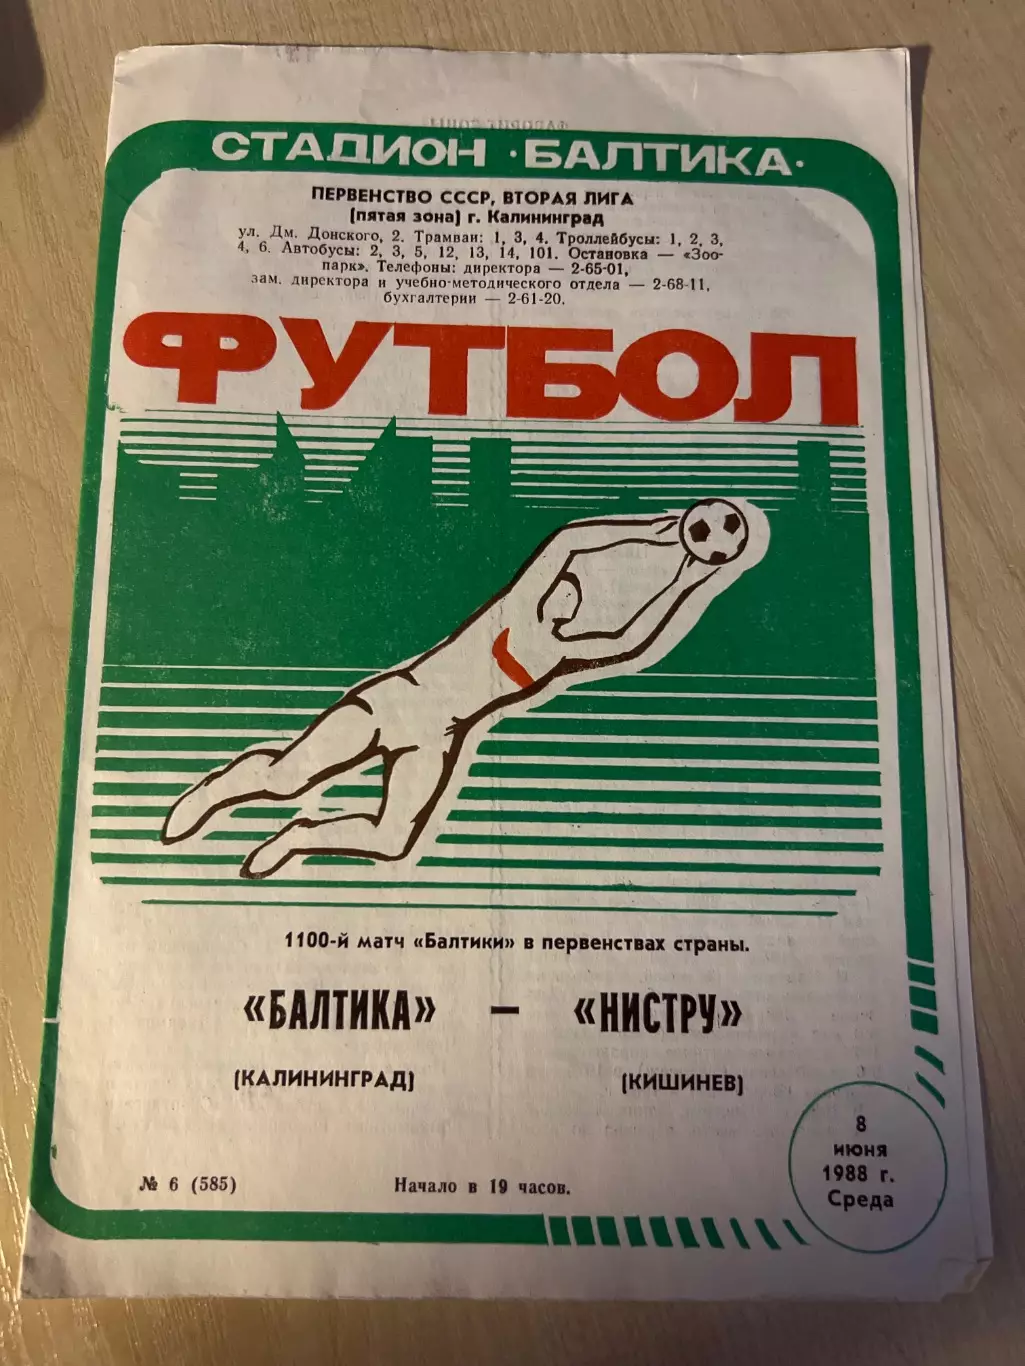 СТАДИОН «БАЛТИКА»
ПЕРВЕНСТВО СССР, ВТОРАЯ ЛИГА
(пятая зона) г. Калининград
ул. Дм. Донского, 2. Трамваи: 1, 3, 4. Троллейбусы: 1, 2, 3,
4, 6. Автобусы: 2, 3, 5, 12, 13, 14, 101. Остановка — «Зоо-
парк». Телефоны: директора — 2-65-01,
зам. директора и учебно-методического отдела — 2-68-11,
бухгалтерии — 2-61-20.
ФУТБОЛ
1100-й матч «Балтики» в первенствах страны.
«БАЛТИКА» — «НИСТРУ»
(КАЛИНИНГРАД) (КИШИНЕВ)
8
июня
1988 г.
Среда
№ 6 (585) Начало в 19 часов.